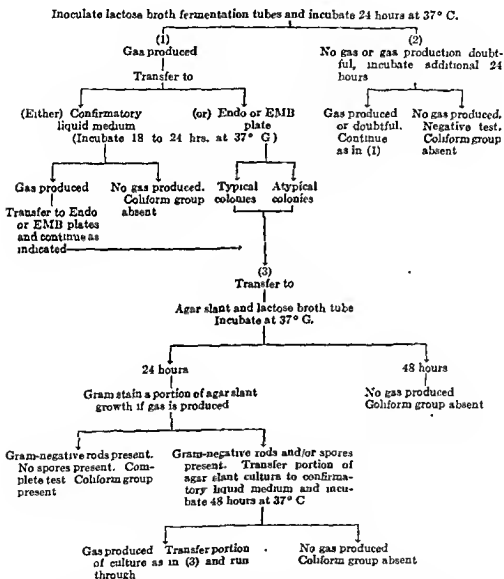 Inoculate lactose broth fermentation tubes and incubate 24 hours at 37° C.
(1)
Gas produced
Transfer to
(2)
No gas or gas production doubt-
ful, incubate additional 24
hours
(Either) Confirmatory
liquid medium
(or) Endo or EMB
plate
(Incubate 18 to 24 hrs. at 37° G)
Gas produced
or doubtful.
Continue
as in (1)
No gas produced.
Negative test.
Coliform group
absent
Gas produced
Transfer to Endo
or EMB plates
and continue as
indicated
No gas produced.
Coliform group
absent
Typical
colonies
Atypical
colonies
(3)
Transfer to
Agar slant and lactose broth tube
Incubate at 37° G.
24 hours
Gram stain a portion of agar slant
growth if gas is produced
48 hours
No gas produced
Goliform group absent
Gram-negative rods present.
No spores present. Com-
plete test Coliform group
present
Gram-negative rods and/or spores
present. Transfer portion of
agar slant cultura to confirma-
tory liquid medium and incu-
bate 48 hours at 37° C
Gas produced Transfer portion
of culture as in (3) and run
through
No gas produced
Coliform group absent